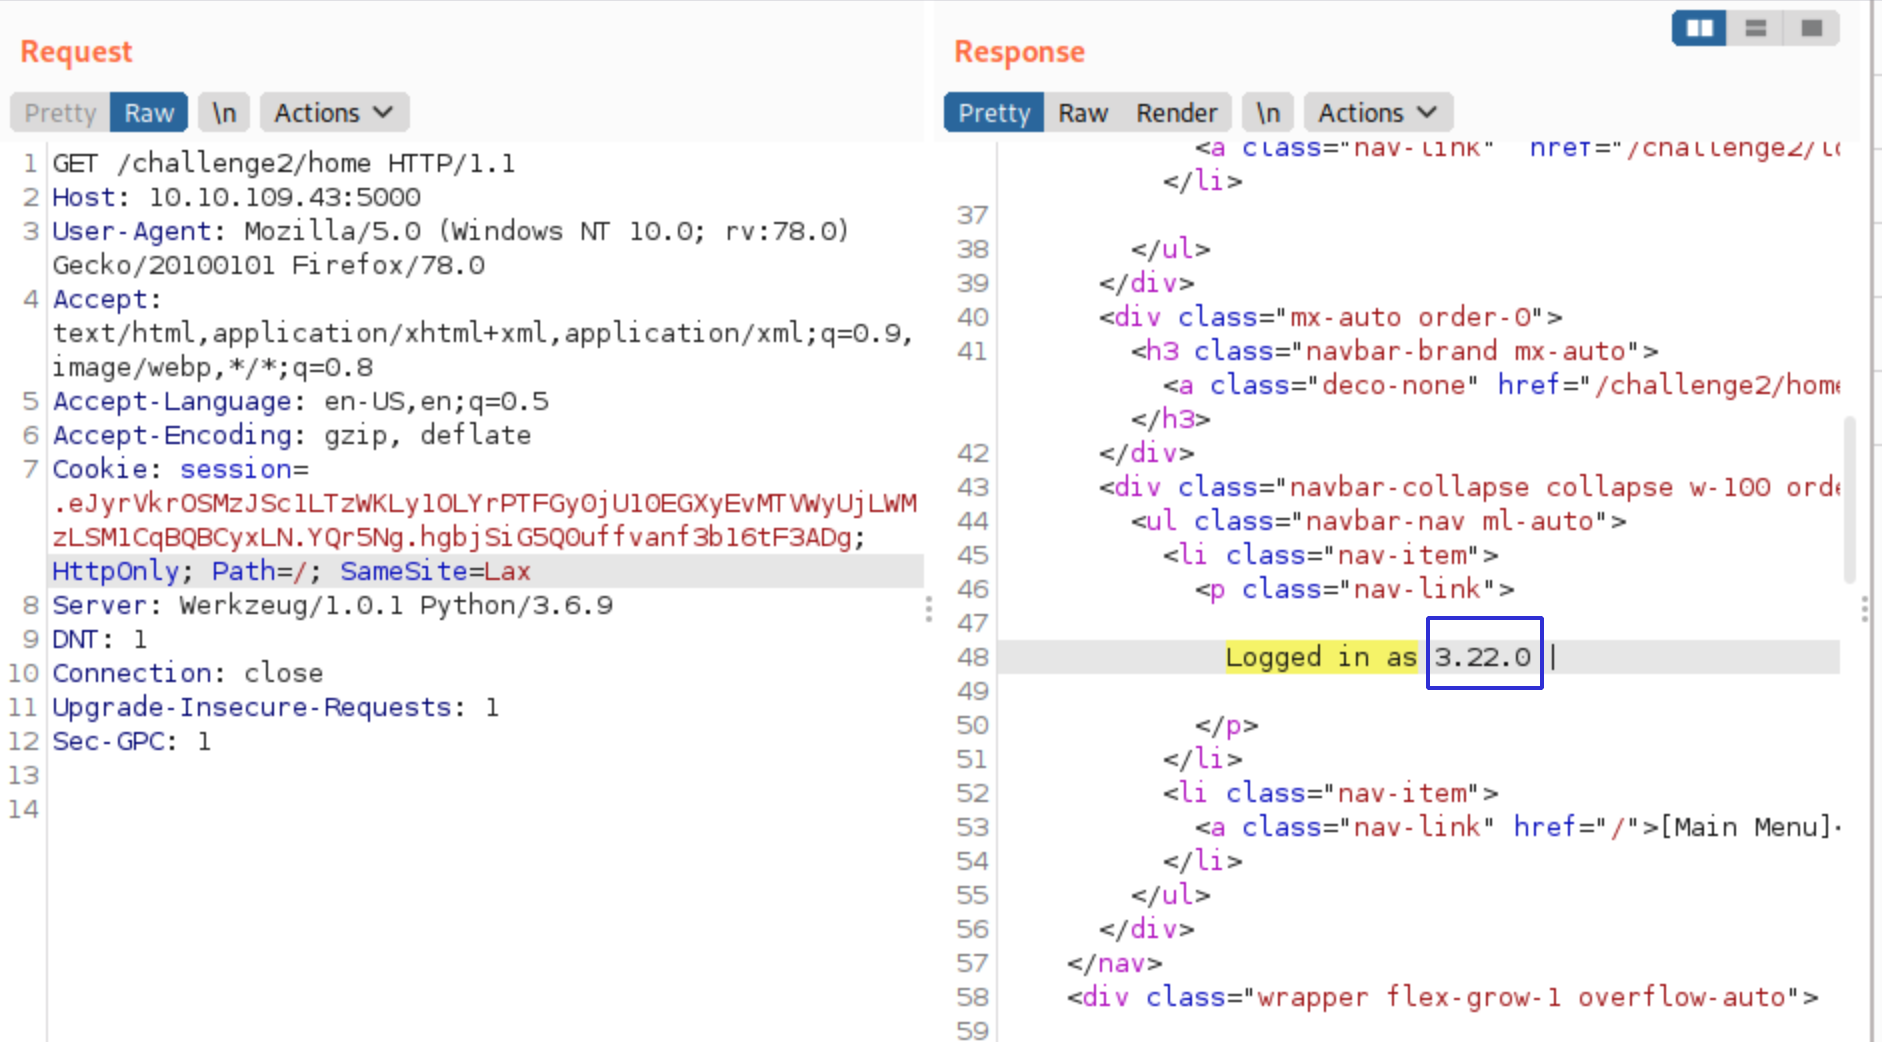 Request
Pretty Raw \n Actions
1 GET /challenge2/home HTTP/1.1
2 Host: 10.10.109.43:5000
3 User-Agent: Mozilla/5.0 (Windows NT 10.0; rv:78.0)
Gecko/20100101 Firefox/78.0
4 Accept:
text/html,application/xhtml+xml,application/xml;q=0.9,
image/webp,*/*;q=0.8
5 Accept-Language: en-US,en;q=0.5
6 Accept-Encoding: gzip, deflate
7 Cookie: session=
.eJyrVkrOSMzJSc1LTzWKLy1OLYrPTFGy0jU10EGXyEvMTVWyUjLWM
zLSM1CqBQBCyxLN.YQr5Ng.hgbjSiG5Q0uffvanf3b16tF3ADg;
HttpOnly; Path=/; SameSite=Lax
8 Server: Werkzeug/1.0.1 Python/3.6.9
9 DNT: 1
10 Connection: close
11 Upgrade-Insecure-Requests: 1
12 Sec-GPC: 1
13
14
Response
Pretty Raw Render \n Actions
<a class="nav-link" href="/challenge2/lo
</li>
37
38 </ul>
39 </div>
40 <div class="mx-auto order-0">
41 <h3 class="navbar-brand mx-auto">
<a class="deco-none" href="/challenge2/home
</h3>
42 </div>
43 <div class="navbar-collapse collapse w-100 orde
44 <ul class="navbar-nav ml-auto">
45 <li class="nav-item">
46 <p class="nav-link">
47
48 Logged in as 3.22.0 |
49
50 </p>
51 </li>
52 <li class="nav-item">
53 <a class="nav-link" href="/">[Main Menu]
54 </li>
55 </ul>
56 </div>
57 </nav>
58 <div class="wrapper flex-grow-1 overflow-auto">
59